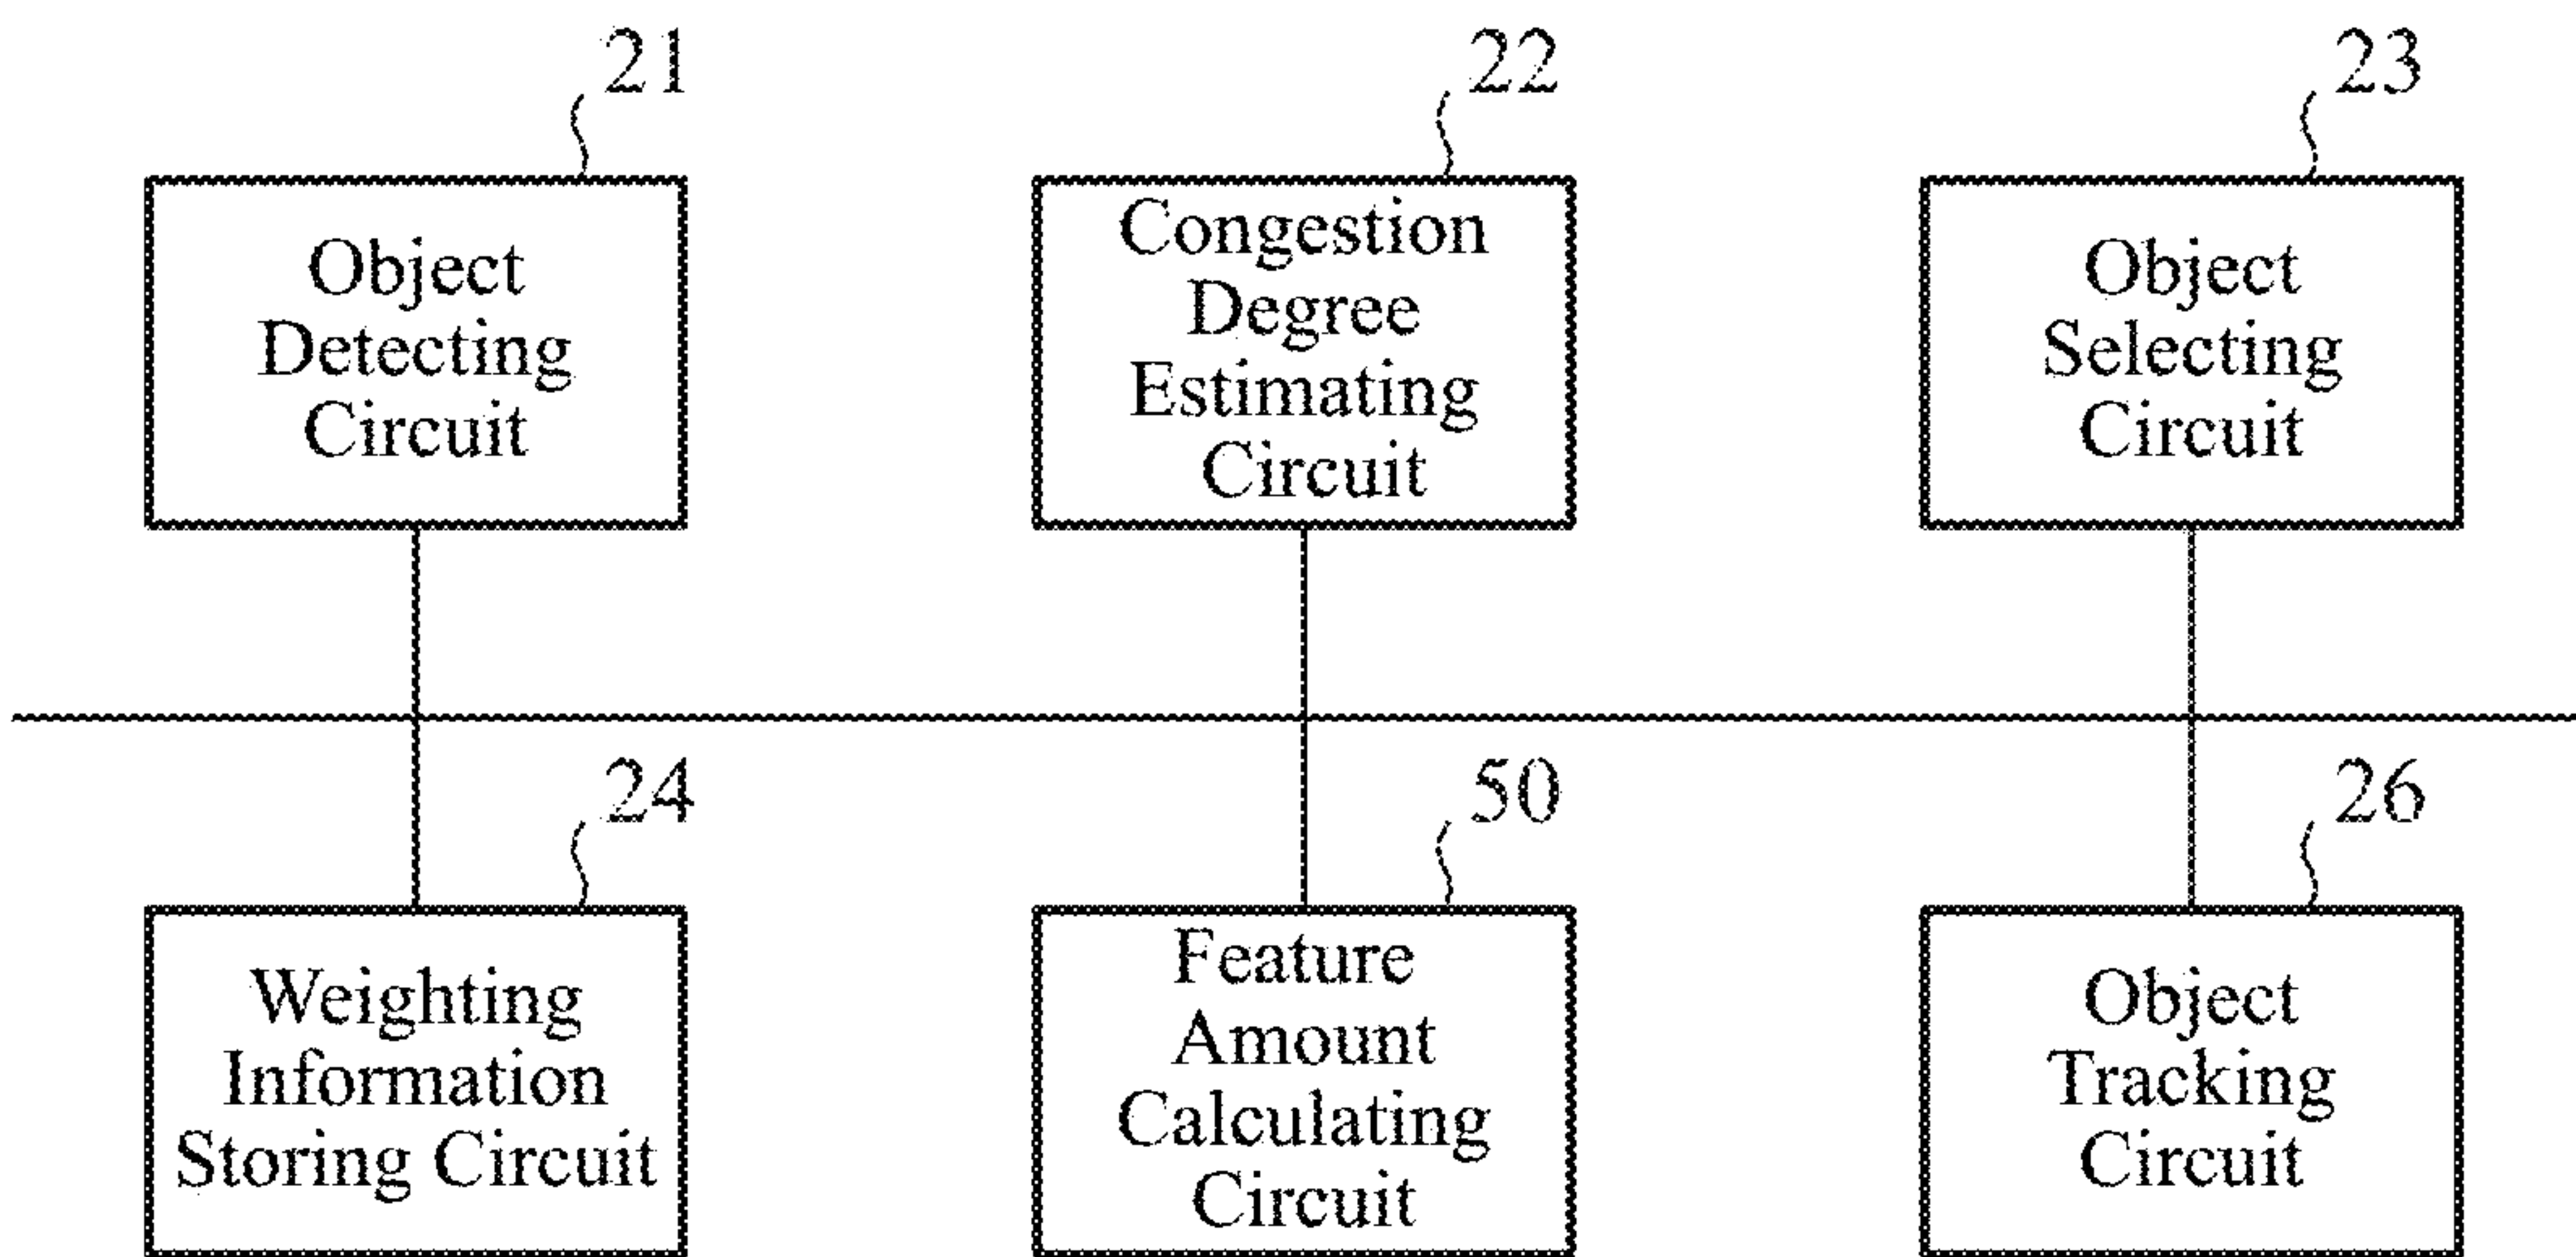 21
Object
Detecting
Circuit
22
Congestion
Degree
Estimating
Circuit
23
Object
Selecting
Circuit
24
Weighting
Information
Storing Circuit
50
Feature
Amount
Calculating
Circuit
26
Object
Tracking
Circuit